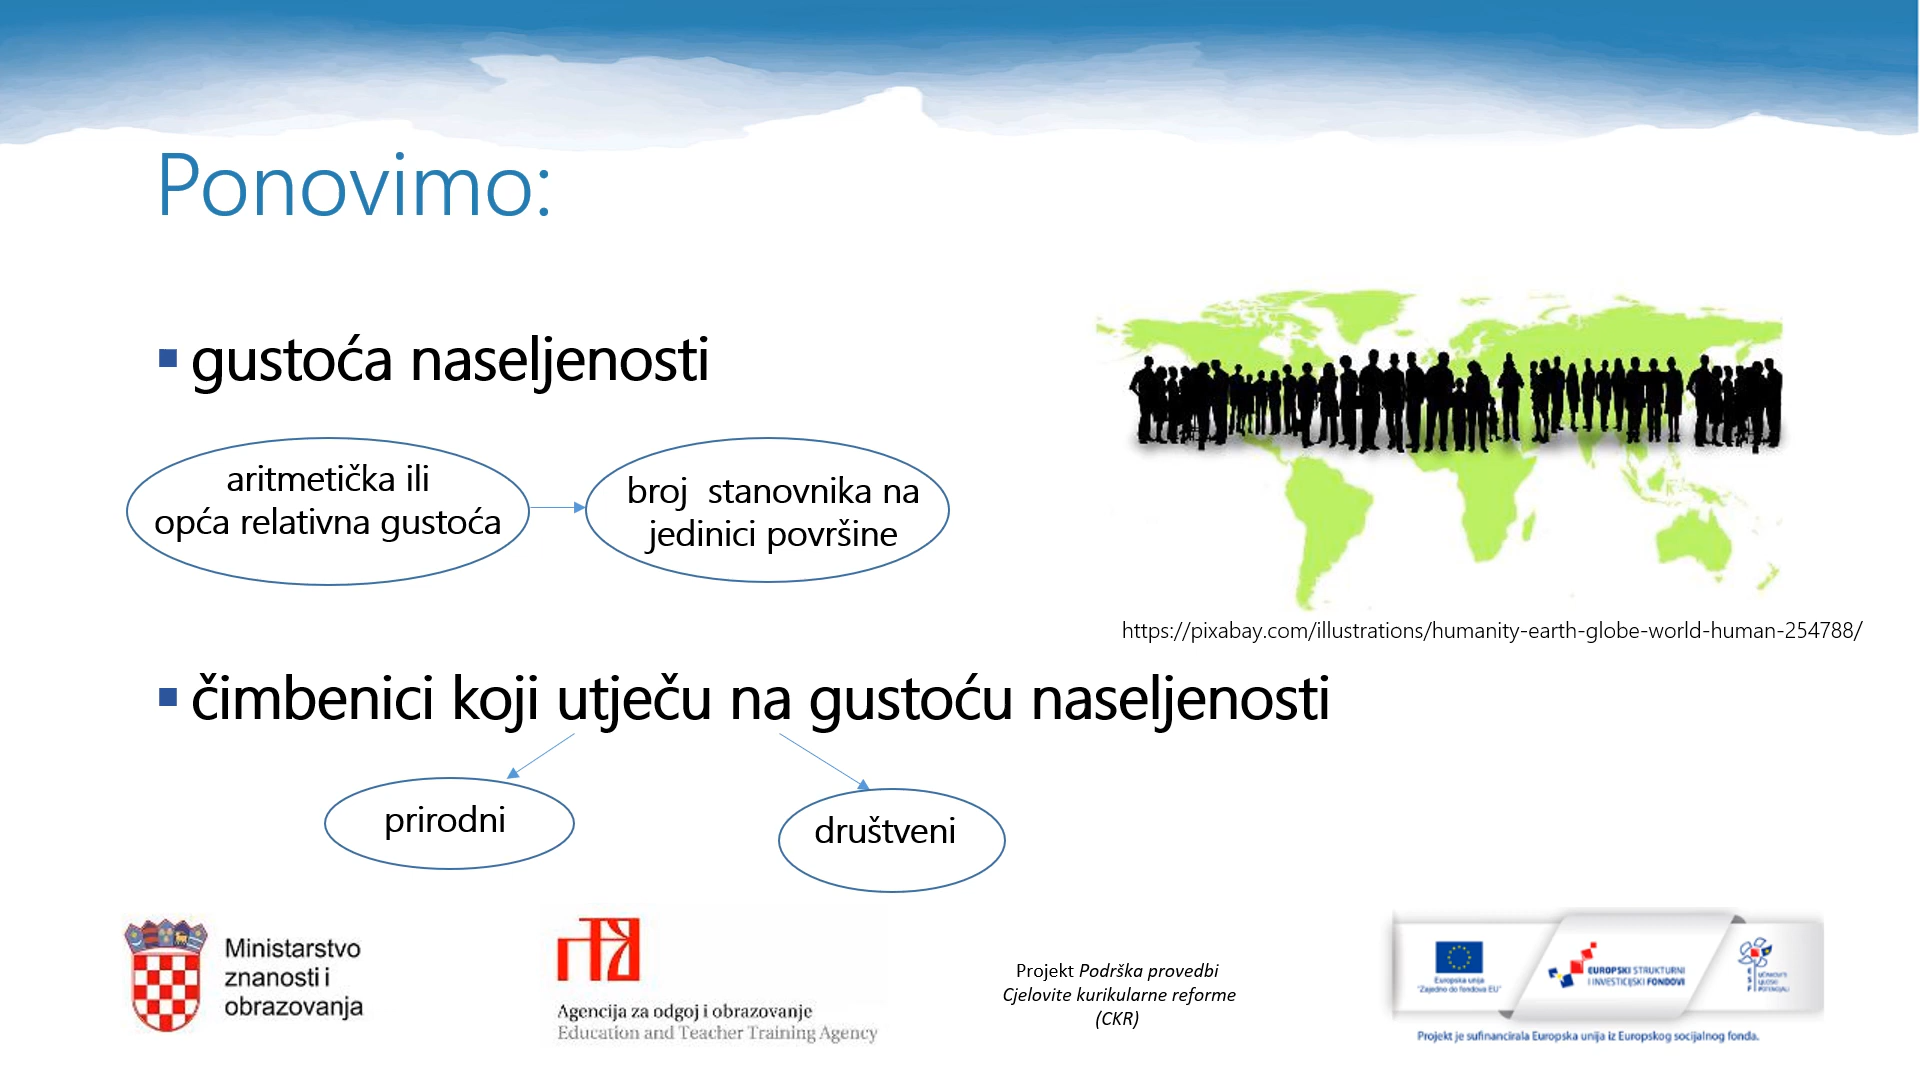 Ponovimo:
gustoća naseljenosti
aritmetička ili
opća relativna gustoća
broj stanovnika na
jedinici površine
https://pixabay.com/illustrations/humanity-earth-globe-world-human-254788/
čimbenici koji utječu na gustoću naseljenosti
prirodni
društveni
Ministarstvo
znanosti i
obrazovanja
Agencija za odgoj i obrazovanje
Education and Teacher Training Agency
Projekt Podrška provedbi
Cjelovite kurikularne reforme
(CKR)
Europska unija
"Zajedno do fondova EU"
EUROPSKI STRUKTURNI
I INVESTICIJSKI FONDOVI
Projekt je sufinancirala Europska unija iz Europskog socijalnog fonda.